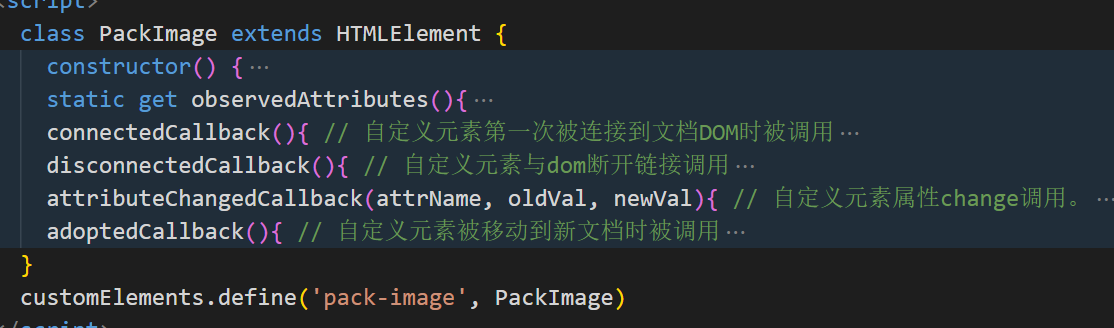 <script>
class PackImage extends HTMLElement {
constructor() { ...
static get observedAttributes(){ ...
connectedCallback(){ // 自定义元素第一次被连接到文档DOM时被调用 ...
disconnectedCallback(){ // 自定义元素与dom断开链接调用 ...
attributeChangedCallback(attrName, oldVal, newVal){ // 自定义元素属性change调用。 ...
adoptedCallback(){ // 自定义元素被移动到新文档时被调用 ...
}
customElements.define('pack-image', PackImage)
</script>